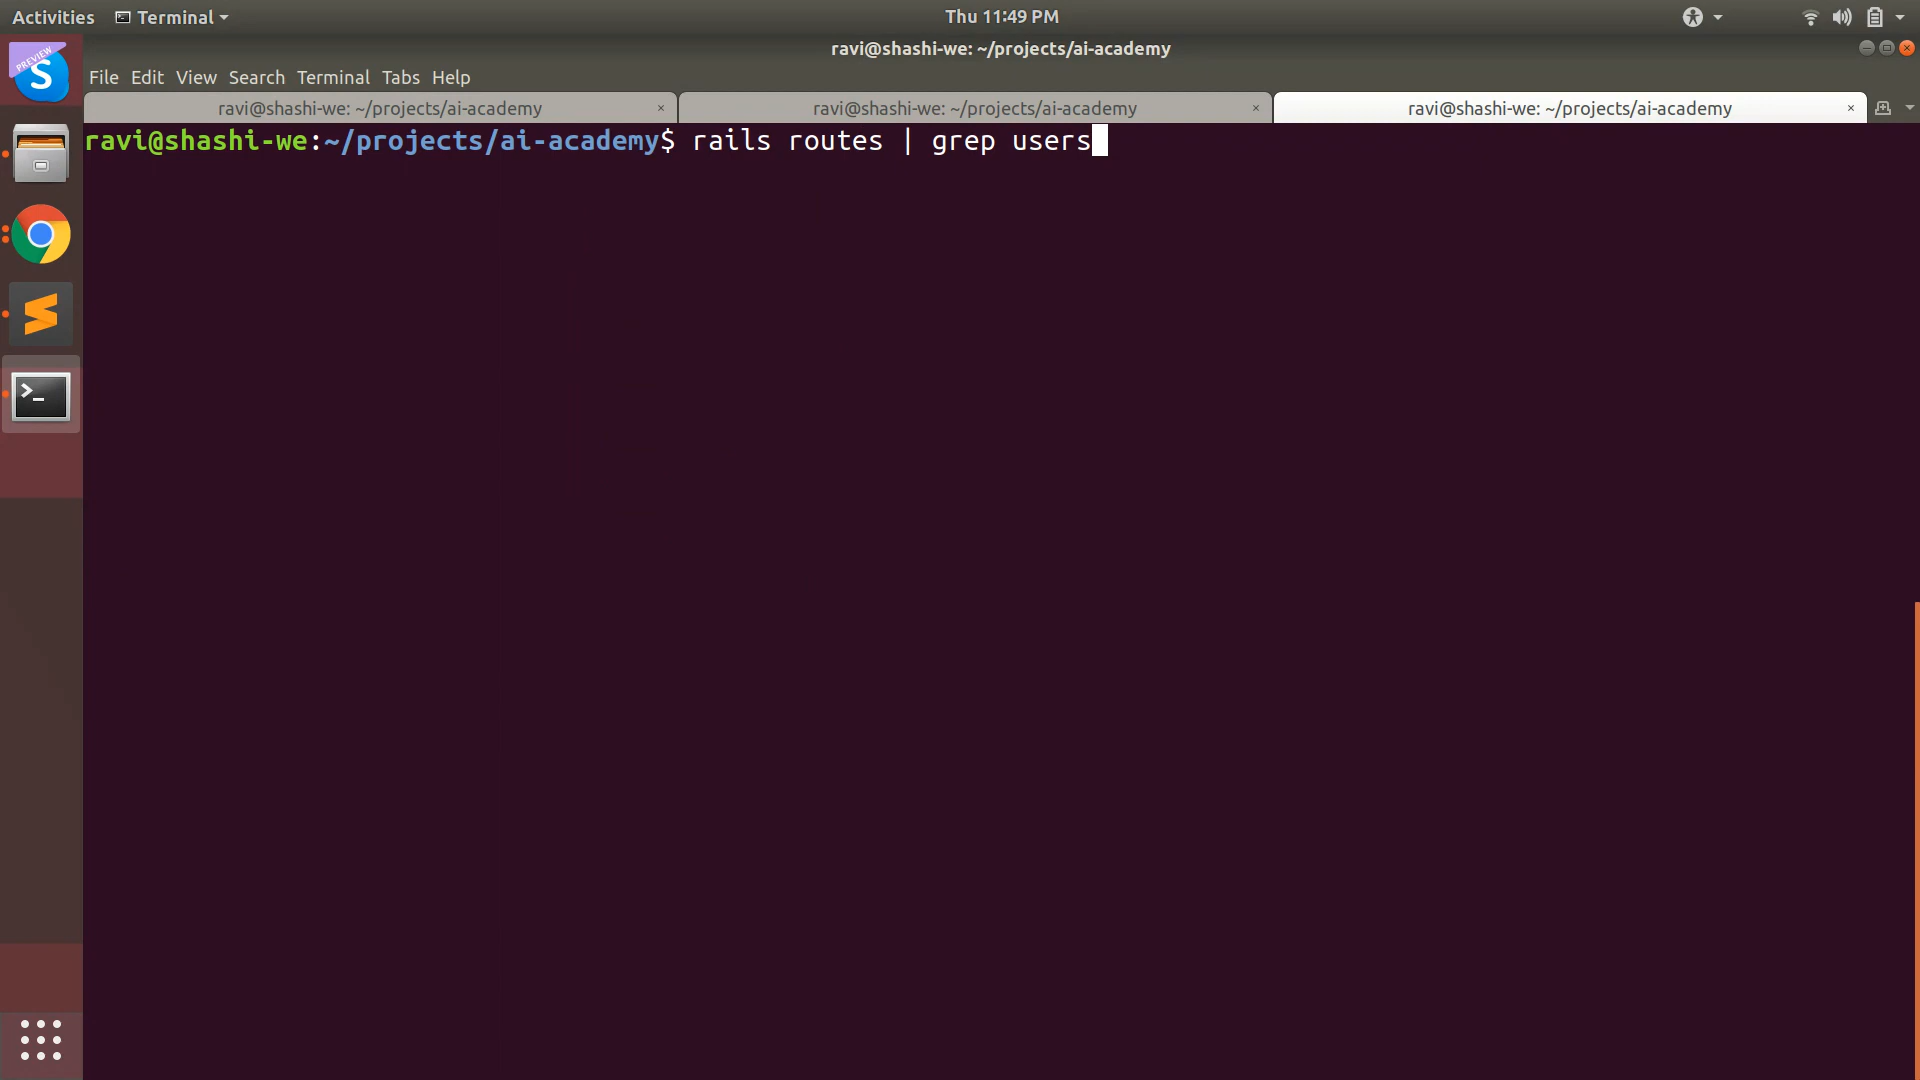 Activities Terminal Thu 11:49 PM
ravi@shashi-we: ~/projects/ai-academy
File Edit View Search Terminal Tabs Help
ravi@shashi-we: ~/projects/ai-academy × ravi@shashi-we: ~/projects/ai-academy × ravi@shashi-we: ~/projects/ai-academy ×
ravi@shashi-we:~/projects/ai-academy$ rails routes | grep users
PREVIEW
S
>_